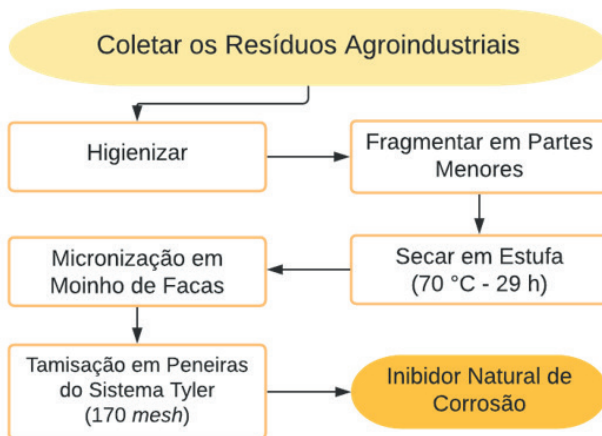 Coletar os Resíduos Agroindustriais
Higienizar
Fragmentar em Partes
Menores
Secar em Estufa
(70 °C - 29 h)
Micronização em
Moinho de Facas
Tamisação em Peneiras
do Sistema Tyler
(170 mesh)
Inibidor Natural de
Corrosão